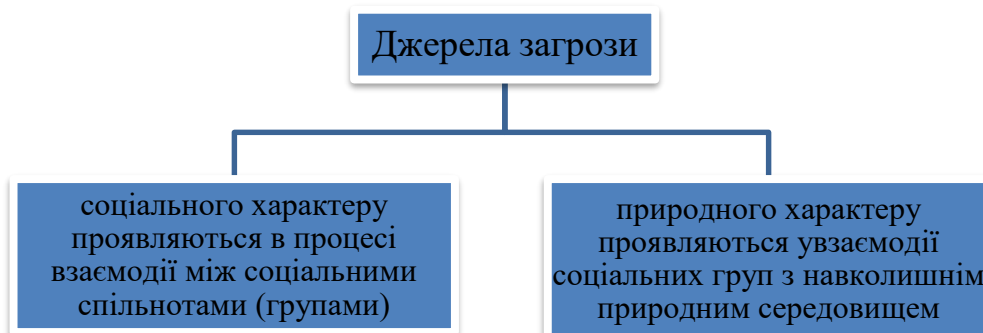 Джерела загрози
соціального характеру
проявляються в процесі
взаємодії між соціальними
спільнотами (групами)
природного характеру
проявляються увзаємодії
соціальних груп з навколишнім
природним середовищем